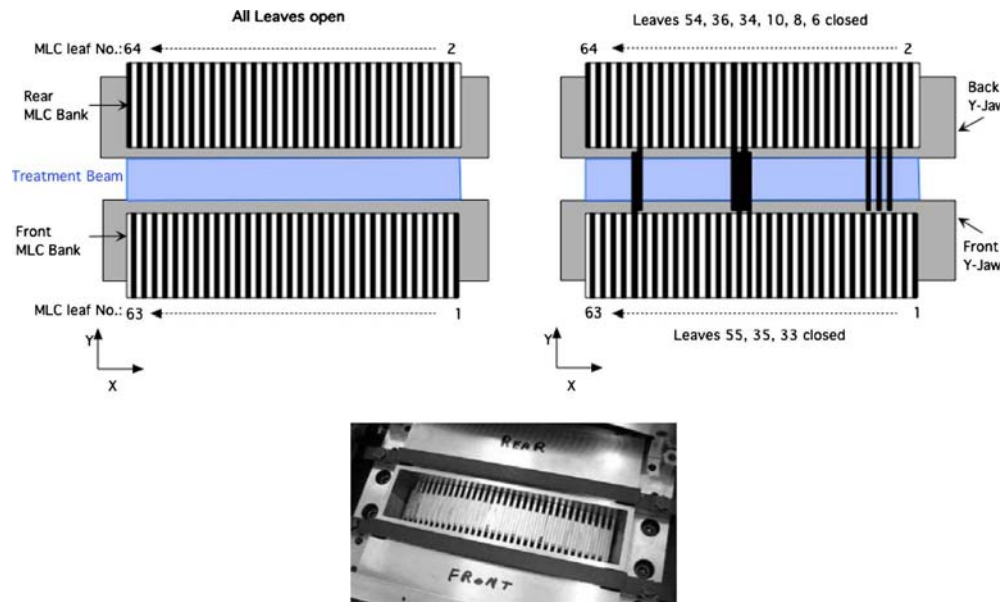 All Leaves open
MLC leaf No.: 64 2
Rear
MLC Bank
Treatment Beam
Front
MLC Bank
MLC leaf No.: 63 1
Y
X
Leaves 54, 36, 34, 10, 8, 6 closed
64 2
Back
Y-Jaw
Front
Y-Jaw
63 1
Leaves 55, 35, 33 closed
Y
X
REAR
FRONT